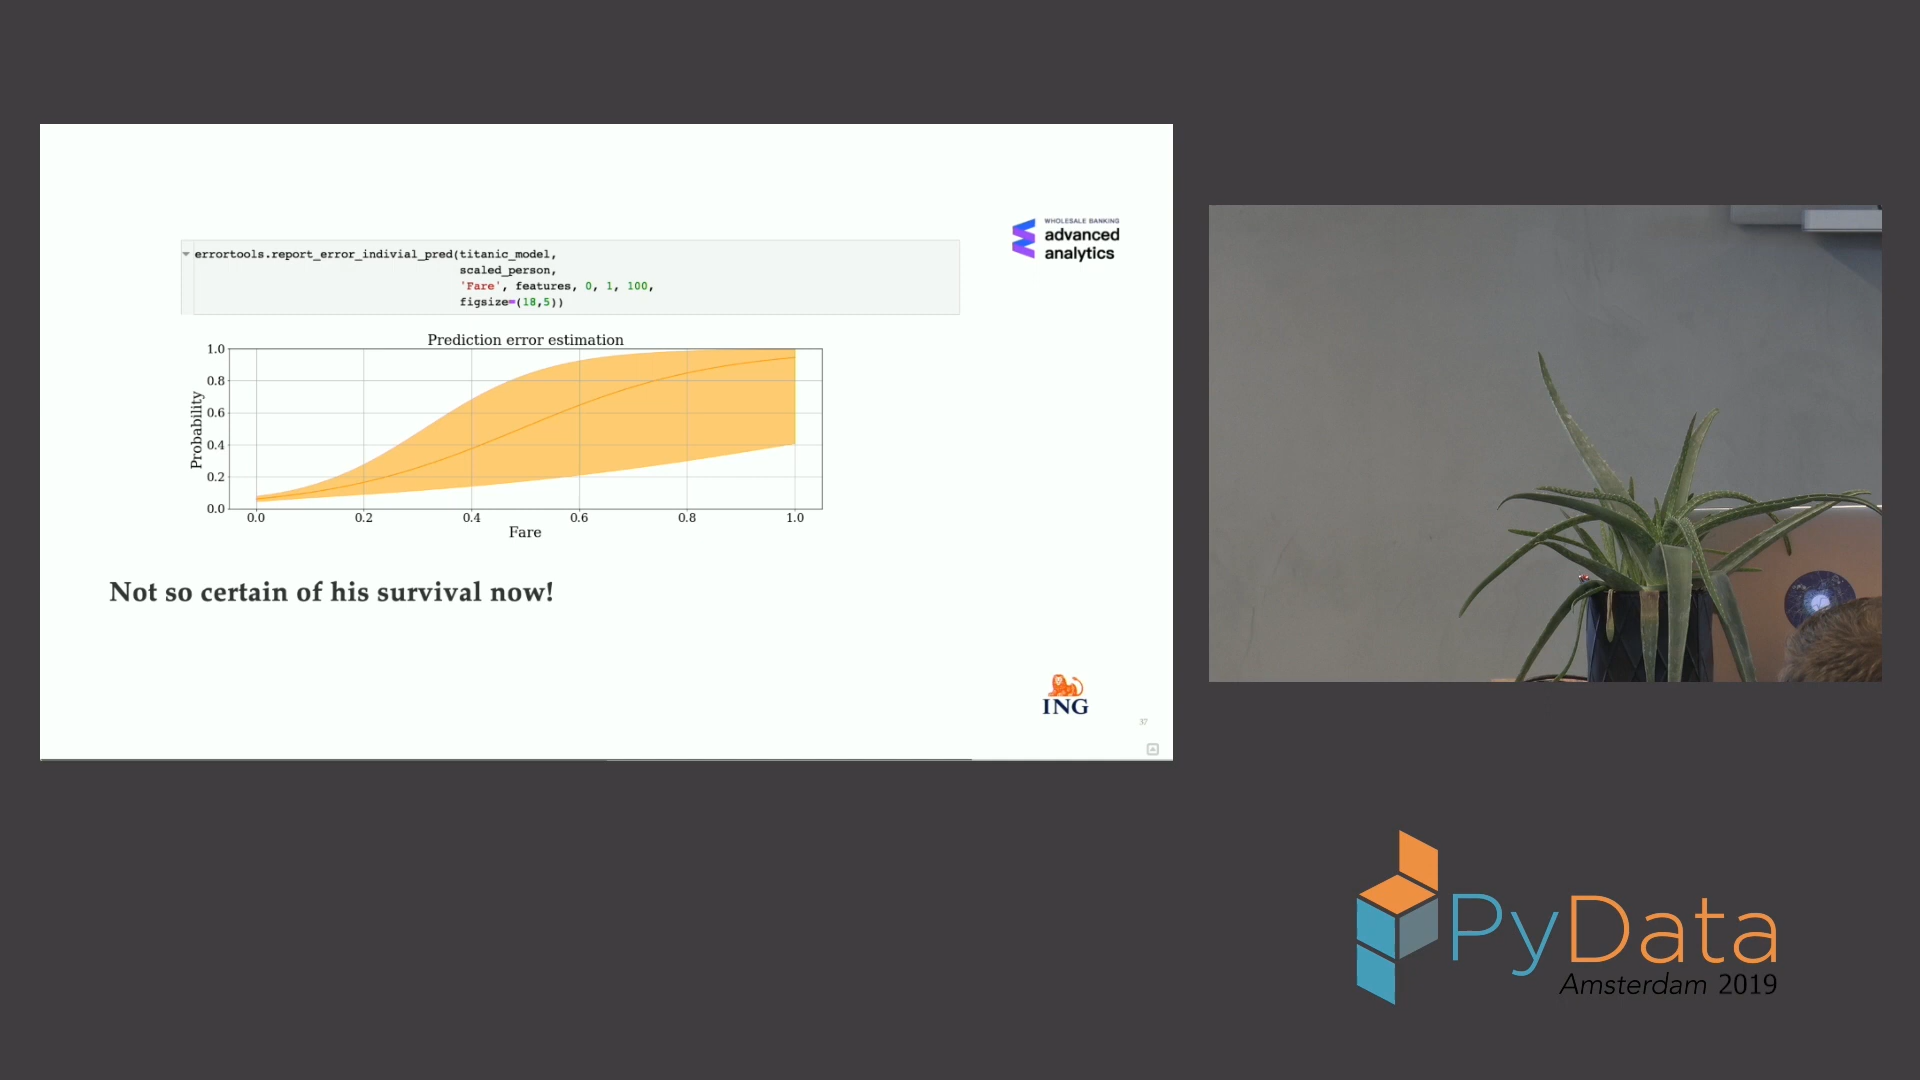 WHOLESALE BANKING
advanced
analytics
errortools.report_error_indivial_pred(titanic_model,
scaled_person,
'Fare', features, 0, 1, 100,
figsize=(18,5))
Prediction error estimation
1.0
0.8
0.6
0.4
0.2
0.0
Probability
0.0 0.2 0.4 0.6 0.8 1.0
Fare
Not so certain of his survival now!
ING
37
PyData
Amsterdam 2019